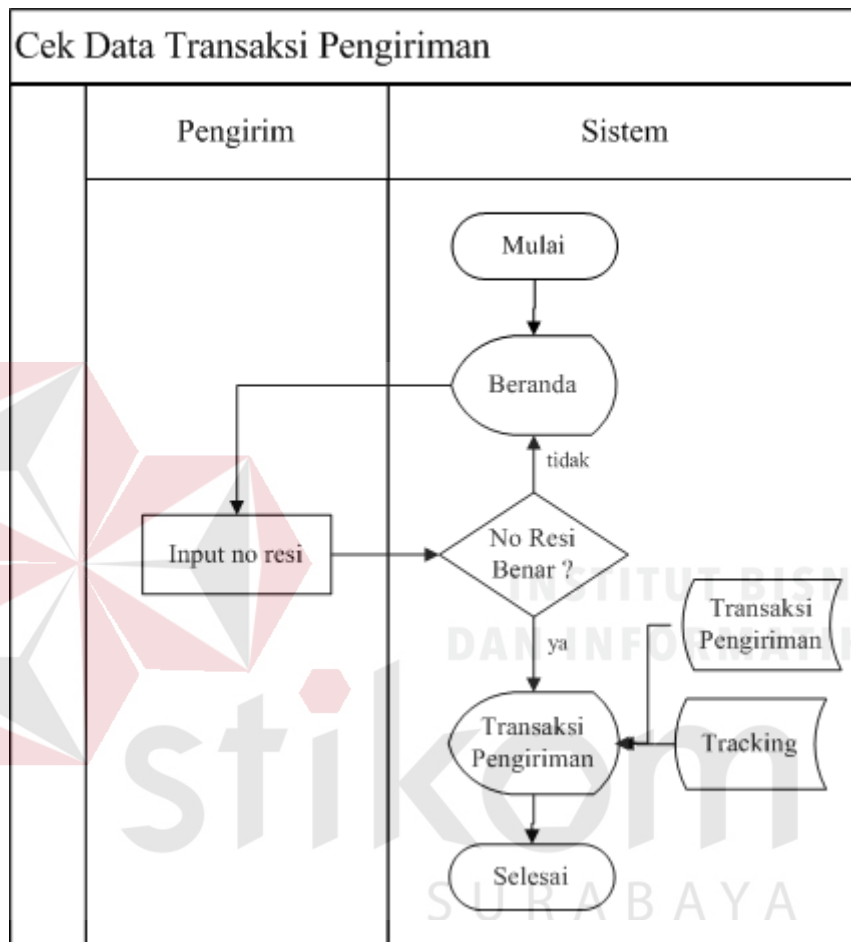 Cek Data Transaksi Pengiriman
Pengirim
Sistem
Mulai
Beranda
tidak
Input no resi
No Resi
Benar ?
ya
Transaksi
Pengiriman
Transaksi
Pengiriman
Tracking
Selesai
INSTITUT BISN
DAN INFORMATIK
stikom
SURABAYA